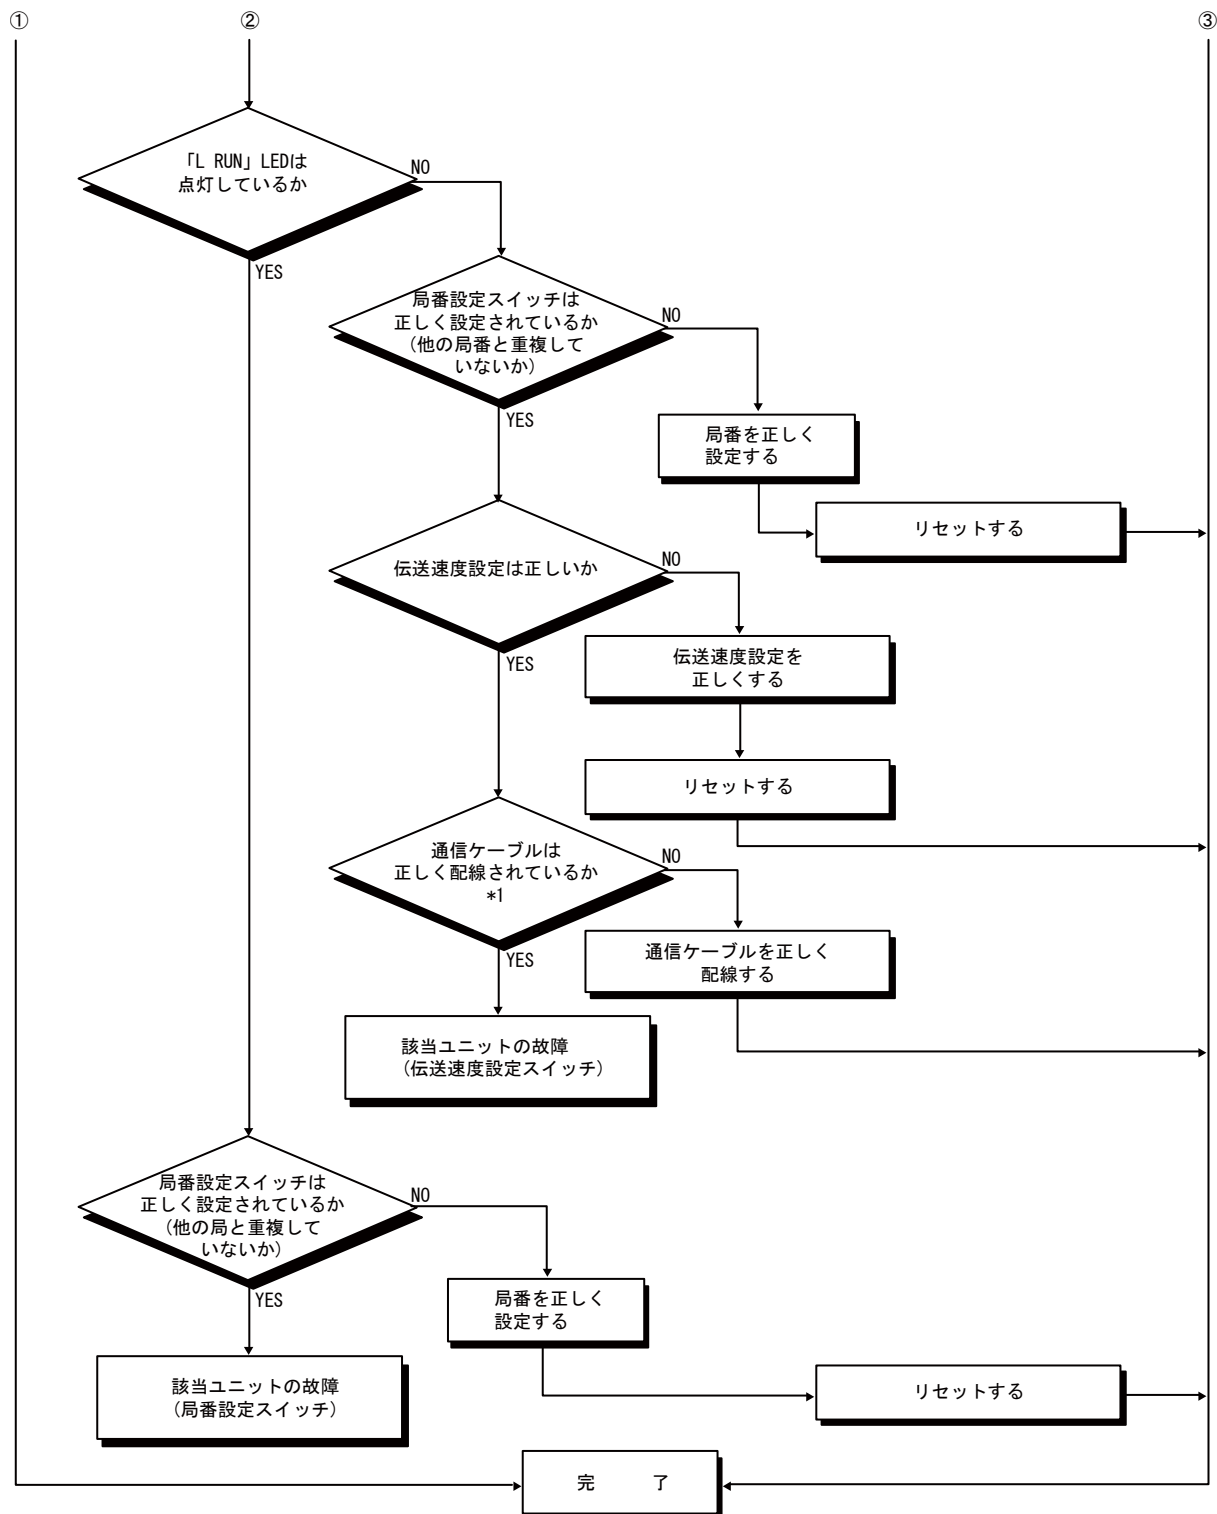 ①
②
③
「L RUN」LEDは
点灯しているか
NO
YES
局番設定スイッチは
正しく設定されているか
(他の局番と重複して
いないか)
NO
YES
局番を正しく
設定する
リセットする
伝送速度設定は正しいか
NO
YES
伝送速度設定を
正しくする
リセットする
通信ケーブルは
正しく配線されているか
*1
NO
YES
通信ケーブルを正しく
配線する
該当ユニットの故障
(伝送速度設定スイッチ)
局番設定スイッチは
正しく設定されているか
(他の局と重複して
いないか)
NO
YES
局番を正しく
設定する
該当ユニットの故障
(局番設定スイッチ)
リセットする
完　　了